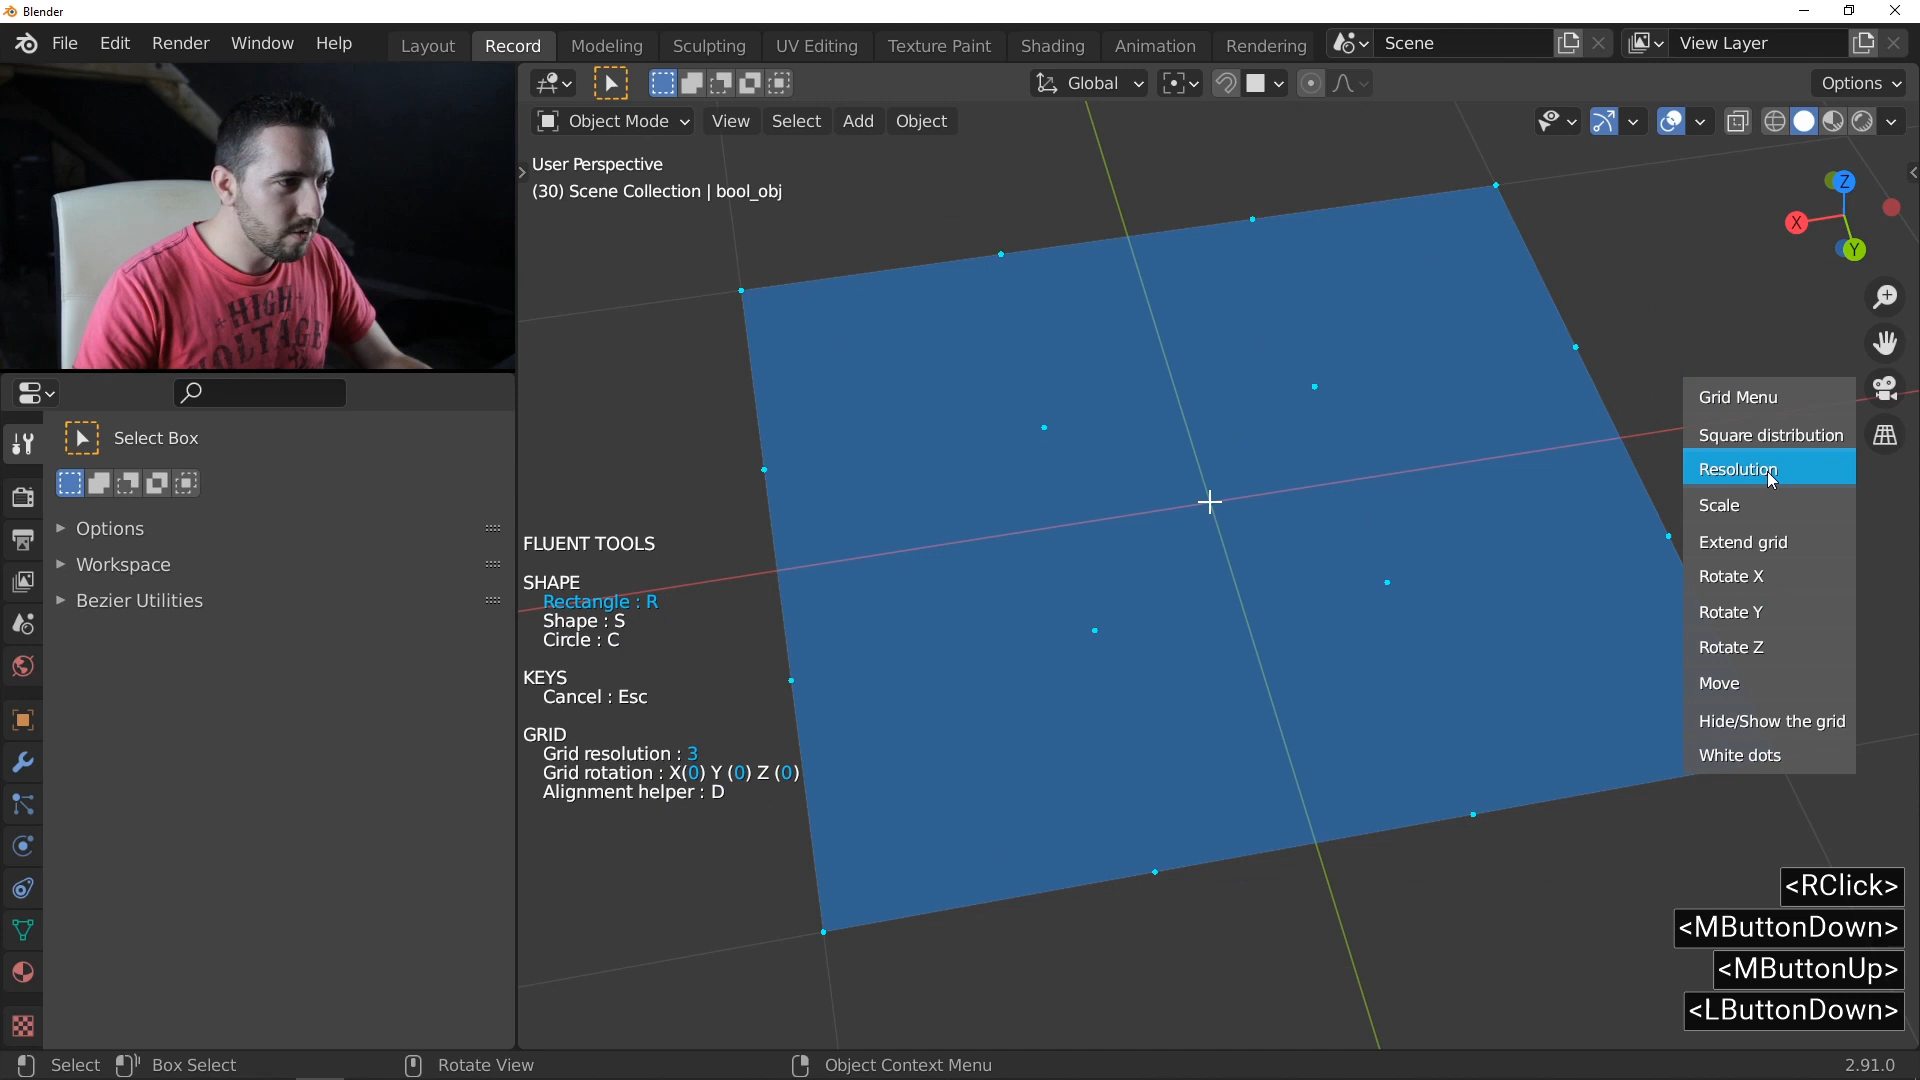 Blender
File Edit Render Window Help
Layout Record Modeling Sculpting UV Editing Texture Paint Shading Animation Rendering
Scene
View Layer
Global
Options
Object Mode View Select Add Object
User Perspective
(30) Scene Collection | bool_obj
Z
X
Y
HIGH
VOLTAGE
Select Box
Options
Workspace
Bezier Utilities
FLUENT TOOLS
SHAPE
Rectangle : R
Shape : S
Circle : C
KEYS
Cancel : Esc
GRID
Grid resolution : 3
Grid rotation : X(0) Y (0) Z (0)
Alignment helper : D
Grid Menu
Square distribution
Resolution
Scale
Extend grid
Rotate X
Rotate Y
Rotate Z
Move
Hide/Show the grid
White dots
<RClick>
<MButtonDown>
<MButtonUp>
<LButtonDown>
Select Box Select Rotate View Object Context Menu 2.91.0